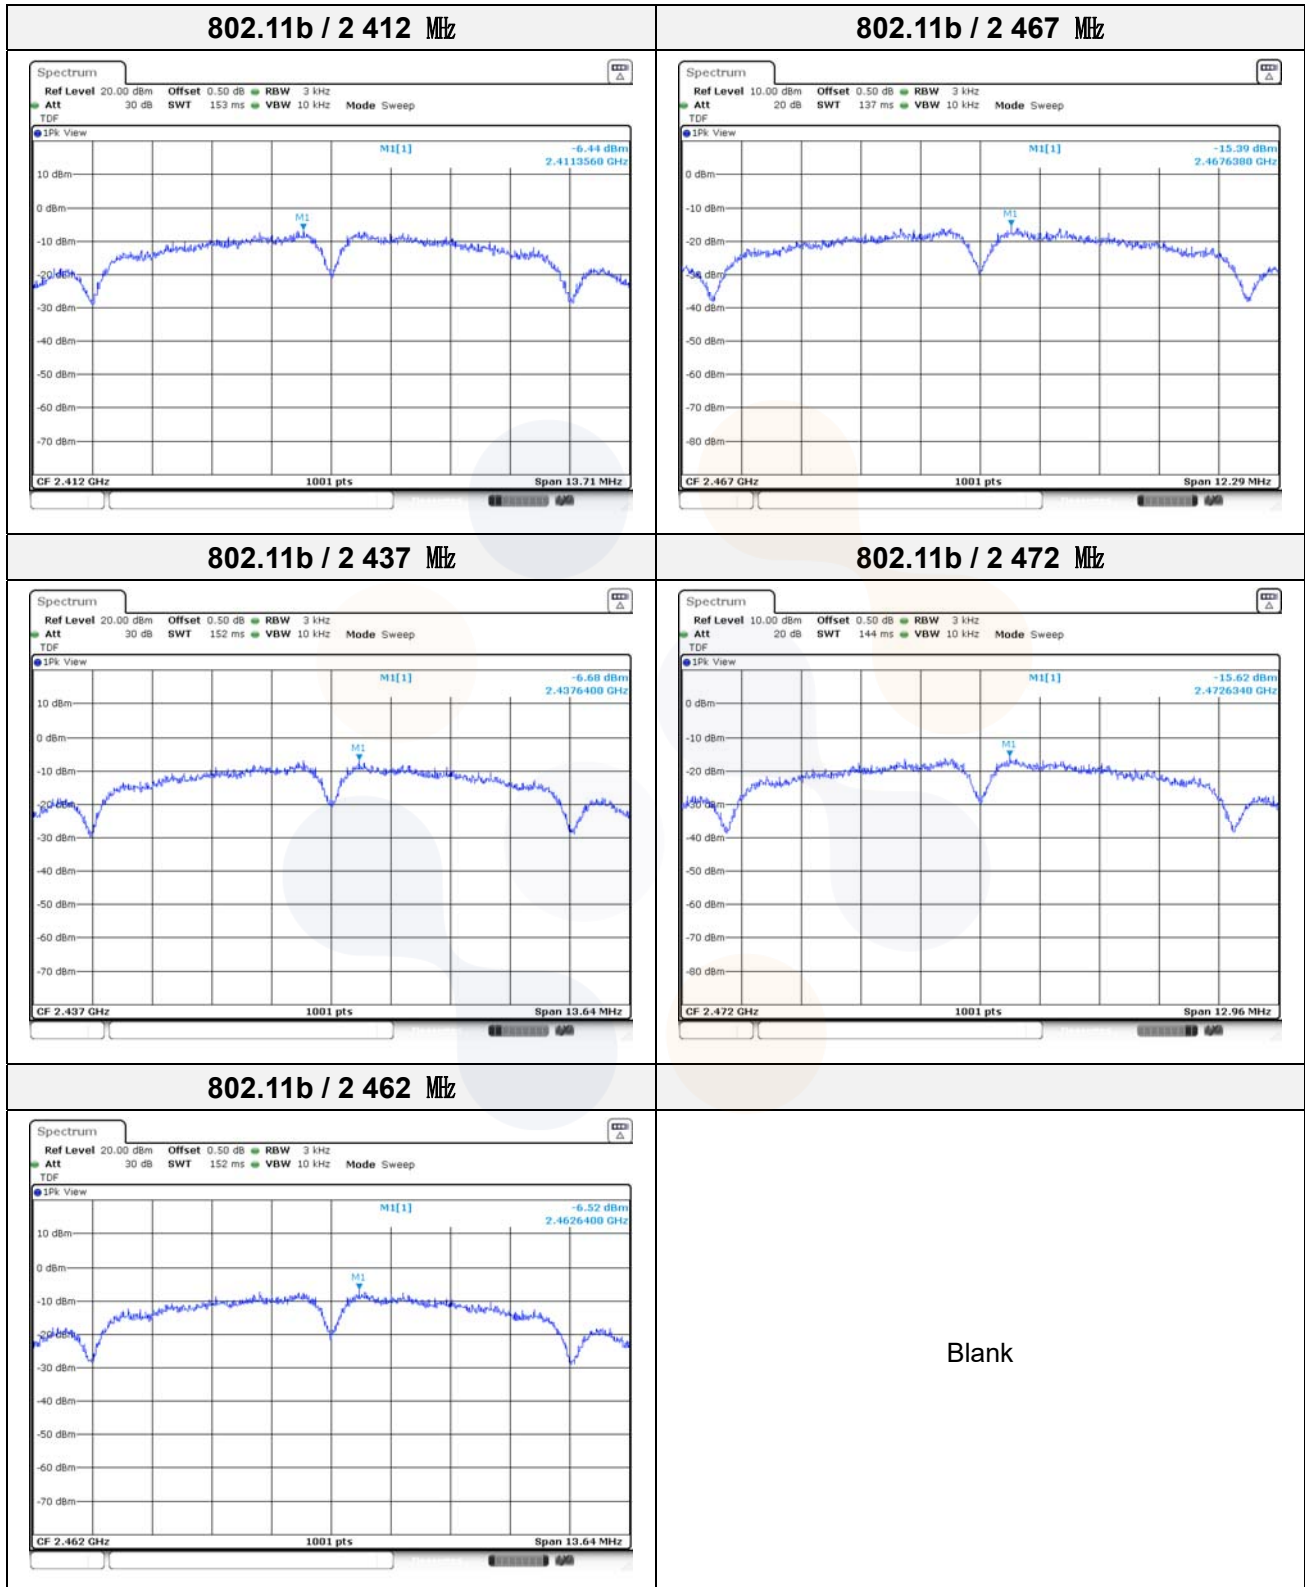 802.11b / 2 412 ㎒
802.11b / 2 467 ㎒
Spectrum
Ref Level 20.00 dBm Offset 0.50 dB RBW 3 kHz
Att 30 dB SWT 153 ms VBW 10 kHz Mode Sweep
TDF
1Pk View
M1[1] -6.44 dBm
2.4113560 GHz
10 dBm
0 dBm
M1
-10 dBm
-20 dBm
-30 dBm
-40 dBm
-50 dBm
-60 dBm
-70 dBm
CF 2.412 GHz 1001 pts Span 13.71 MHz
Spectrum
Ref Level 10.00 dBm Offset 0.50 dB RBW 3 kHz
Att 20 dB SWT 137 ms VBW 10 kHz Mode Sweep
TDF
1Pk View
M1[1] -15.39 dBm
2.4676380 GHz
0 dBm
-10 dBm
M1
-20 dBm
-30 dBm
-40 dBm
-50 dBm
-60 dBm
-70 dBm
-80 dBm
CF 2.467 GHz 1001 pts Span 12.29 MHz
802.11b / 2 437 ㎒
802.11b / 2 472 ㎒
Spectrum
Ref Level 20.00 dBm Offset 0.50 dB RBW 3 kHz
Att 30 dB SWT 152 ms VBW 10 kHz Mode Sweep
TDF
1Pk View
M1[1] -6.68 dBm
2.4376400 GHz
10 dBm
0 dBm
M1
-10 dBm
-20 dBm
-30 dBm
-40 dBm
-50 dBm
-60 dBm
-70 dBm
CF 2.437 GHz 1001 pts Span 13.64 MHz
Spectrum
Ref Level 10.00 dBm Offset 0.50 dB RBW 3 kHz
Att 20 dB SWT 144 ms VBW 10 kHz Mode Sweep
TDF
1Pk View
M1[1] -15.62 dBm
2.4726340 GHz
0 dBm
-10 dBm
M1
-20 dBm
-30 dBm
-40 dBm
-50 dBm
-60 dBm
-70 dBm
-80 dBm
CF 2.472 GHz 1001 pts Span 12.96 MHz
802.11b / 2 462 ㎒
Spectrum
Ref Level 20.00 dBm Offset 0.50 dB RBW 3 kHz
Att 30 dB SWT 152 ms VBW 10 kHz Mode Sweep
TDF
1Pk View
M1[1] -6.52 dBm
2.4626400 GHz
10 dBm
0 dBm
M1
-10 dBm
-20 dBm
-30 dBm
-40 dBm
-50 dBm
-60 dBm
-70 dBm
CF 2.462 GHz 1001 pts Span 13.64 MHz
Blank